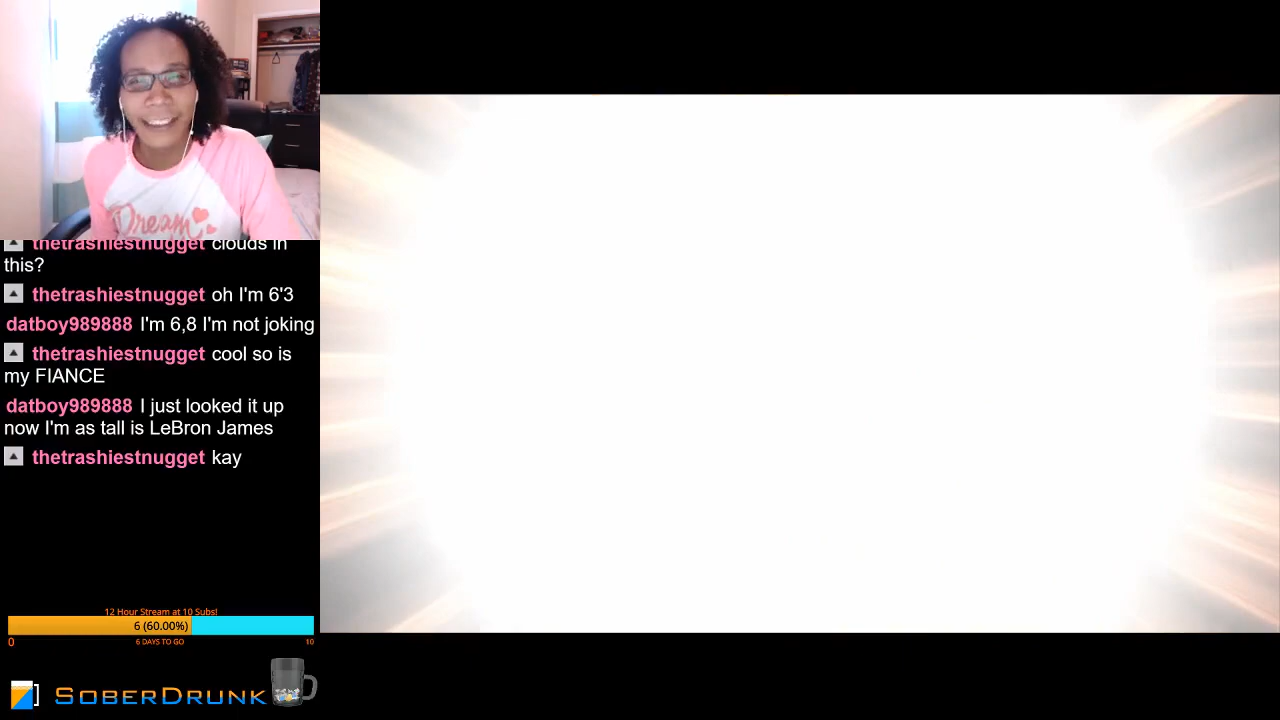 Dream
thetrashiestnugget clouds in
this?
thetrashiestnugget oh I'm 6'3
datboy989888 I'm 6,8 I'm not joking
thetrashiestnugget cool so is
my FIANCE
datboy989888 I just looked it up
now I'm as tall is LeBron James
thetrashiestnugget kay
12 Hour Stream at 10 Subs!
6 (60.00%)
0 6 DAYS TO GO 10
SoberDrunk